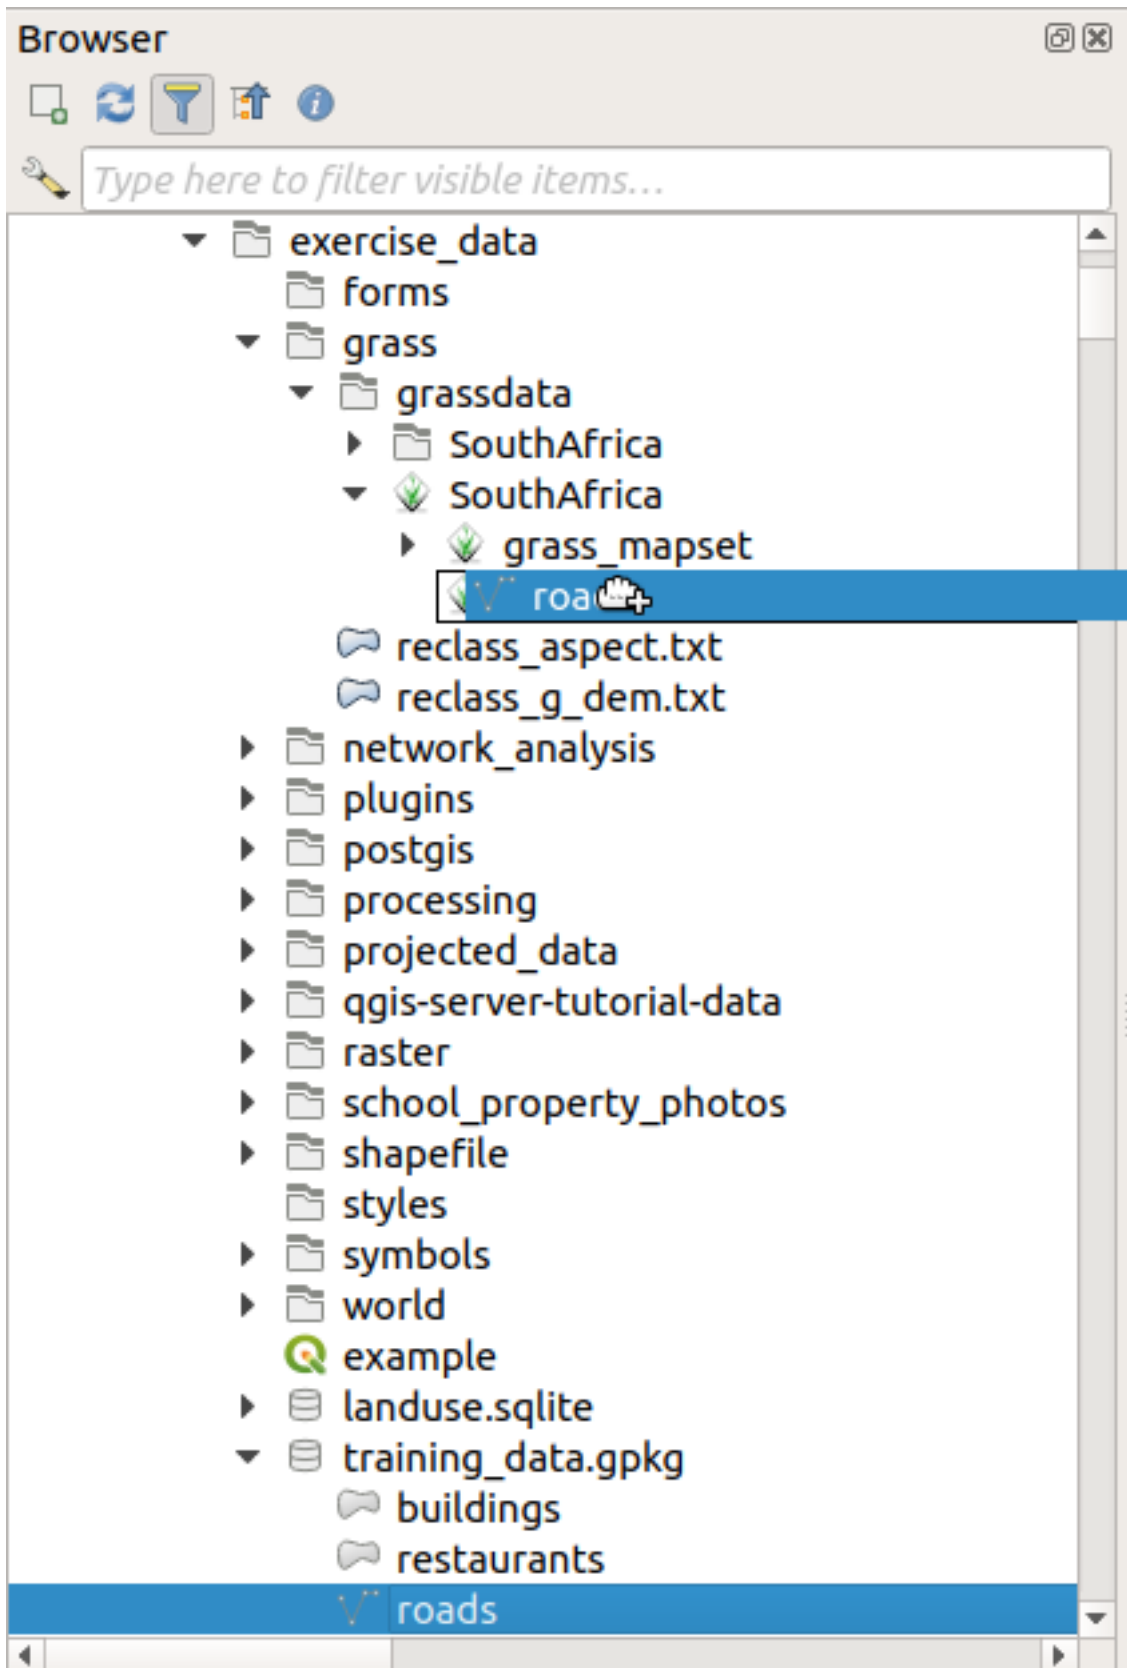 Browser
Type here to filter visible items...
exercise_data
forms
grass
grassdata
SouthAfrica
SouthAfrica
grass_mapset
reclass_aspect.txt
reclass_g_dem.txt
network_analysis
plugins
postgis
processing
projected_data
qgis-server-tutorial-data
raster
school_property_photos
shapefile
styles
symbols
world
example
landuse.sqlite
training_data.gpkg
buildings
restaurants
roads